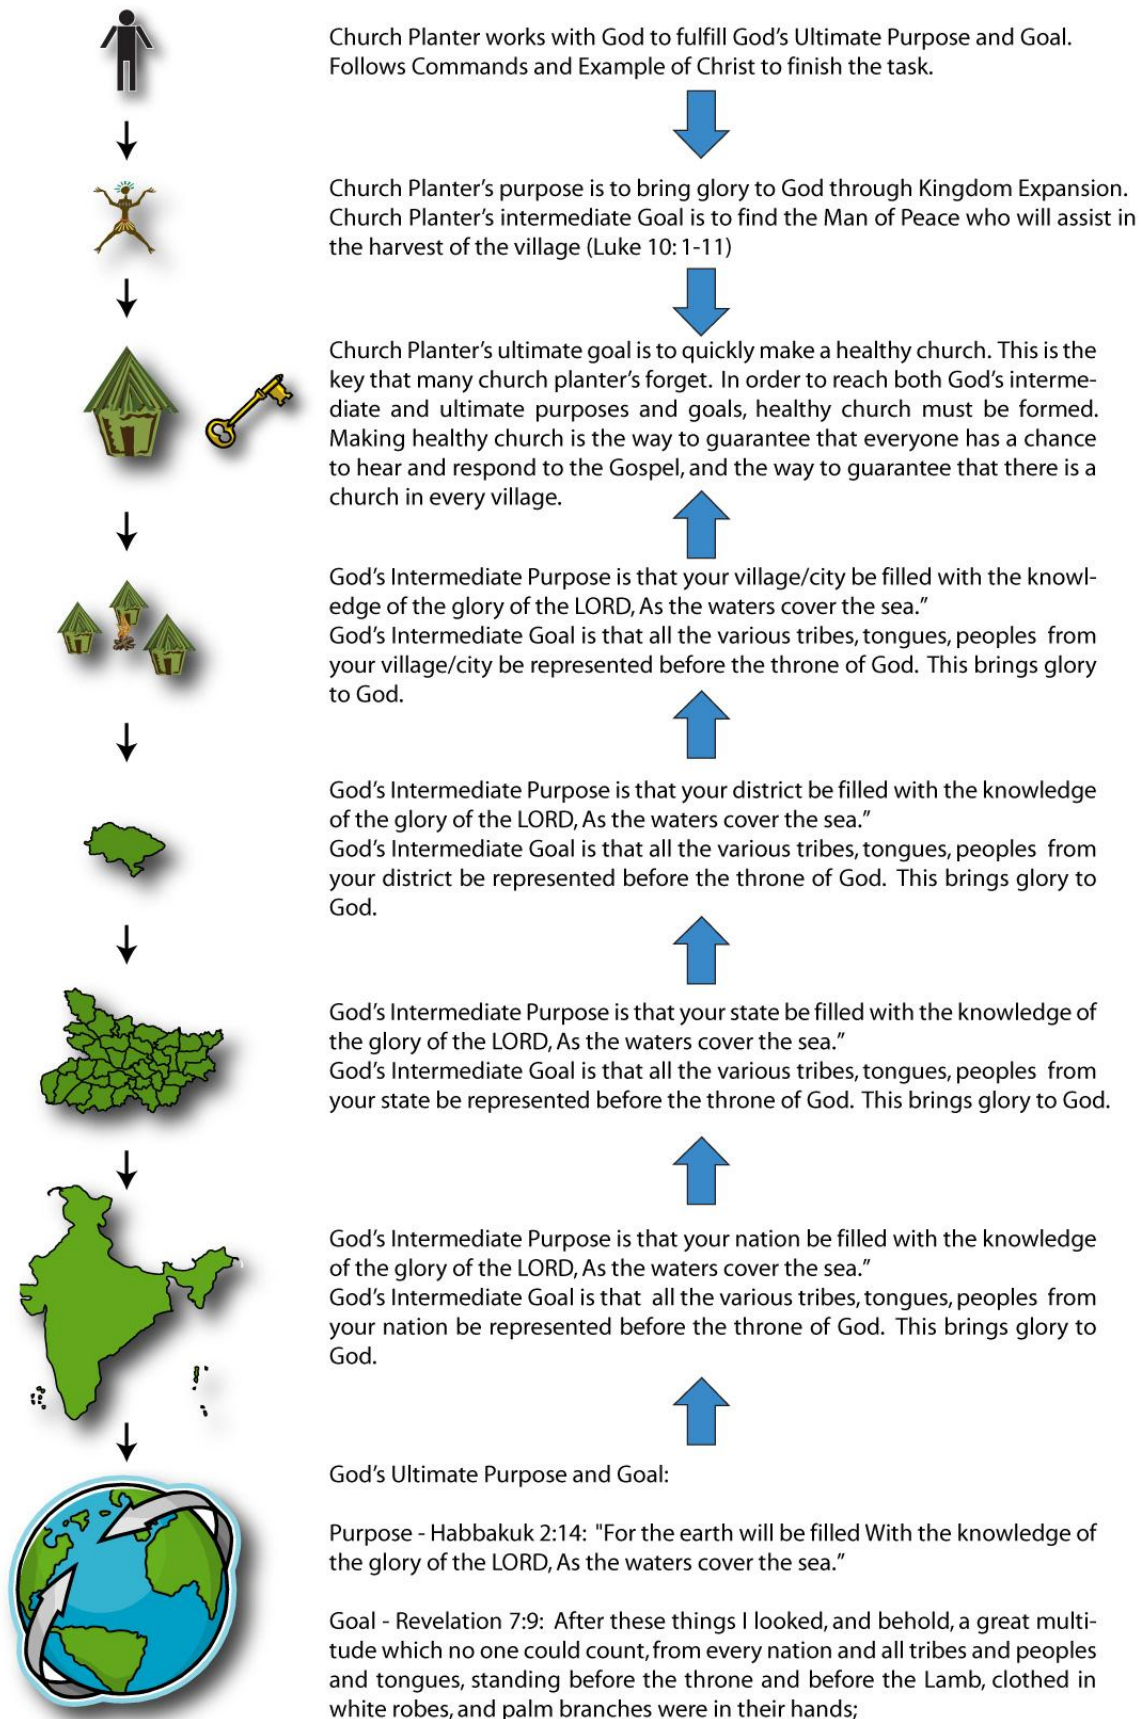 Church Planter works with God to fulfill God's Ultimate Purpose and Goal.
Follows Commands and Example of Christ to finish the task.
Church Planter's purpose is to bring glory to God through Kingdom Expansion.
Church Planter's intermediate Goal is to find the Man of Peace who will assist in
the harvest of the village (Luke 10: 1-11)
Church Planter's ultimate goal is to quickly make a healthy church. This is the
key that many church planter's forget. In order to reach both God's interme-
diate and ultimate purposes and goals, healthy church must be formed.
Making healthy church is the way to guarantee that everyone has a chance
to hear and respond to the Gospel, and the way to guarantee that there is a
church in every village.
God's Intermediate Purpose is that your village/city be filled with the knowl-
edge of the glory of the LORD, As the waters cover the sea."
God's Intermediate Goal is that all the various tribes, tongues, peoples from
your village/city be represented before the throne of God. This brings glory
to God.
God's Intermediate Purpose is that your district be filled with the knowledge
of the glory of the LORD, As the waters cover the sea."
God's Intermediate Goal is that all the various tribes, tongues, peoples from
your district be represented before the throne of God. This brings glory to
God.
God's Intermediate Purpose is that your state be filled with the knowledge of
the glory of the LORD, As the waters cover the sea."
God's Intermediate Goal is that all the various tribes, tongues, peoples from
your state be represented before the throne of God. This brings glory to God.
God's Intermediate Purpose is that your nation be filled with the knowledge
of the glory of the LORD, As the waters cover the sea."
God's Intermediate Goal is that all the various tribes, tongues, peoples from
your nation be represented before the throne of God. This brings glory to
God.
God's Ultimate Purpose and Goal:
Purpose - Habbakuk 2:14: "For the earth will be filled With the knowledge of
the glory of the LORD, As the waters cover the sea."
Goal - Revelation 7:9: After these things I looked, and behold, a great multi-
tude which no one could count, from every nation and all tribes and peoples
and tongues, standing before the throne and before the Lamb, clothed in
white robes, and palm branches were in their hands;